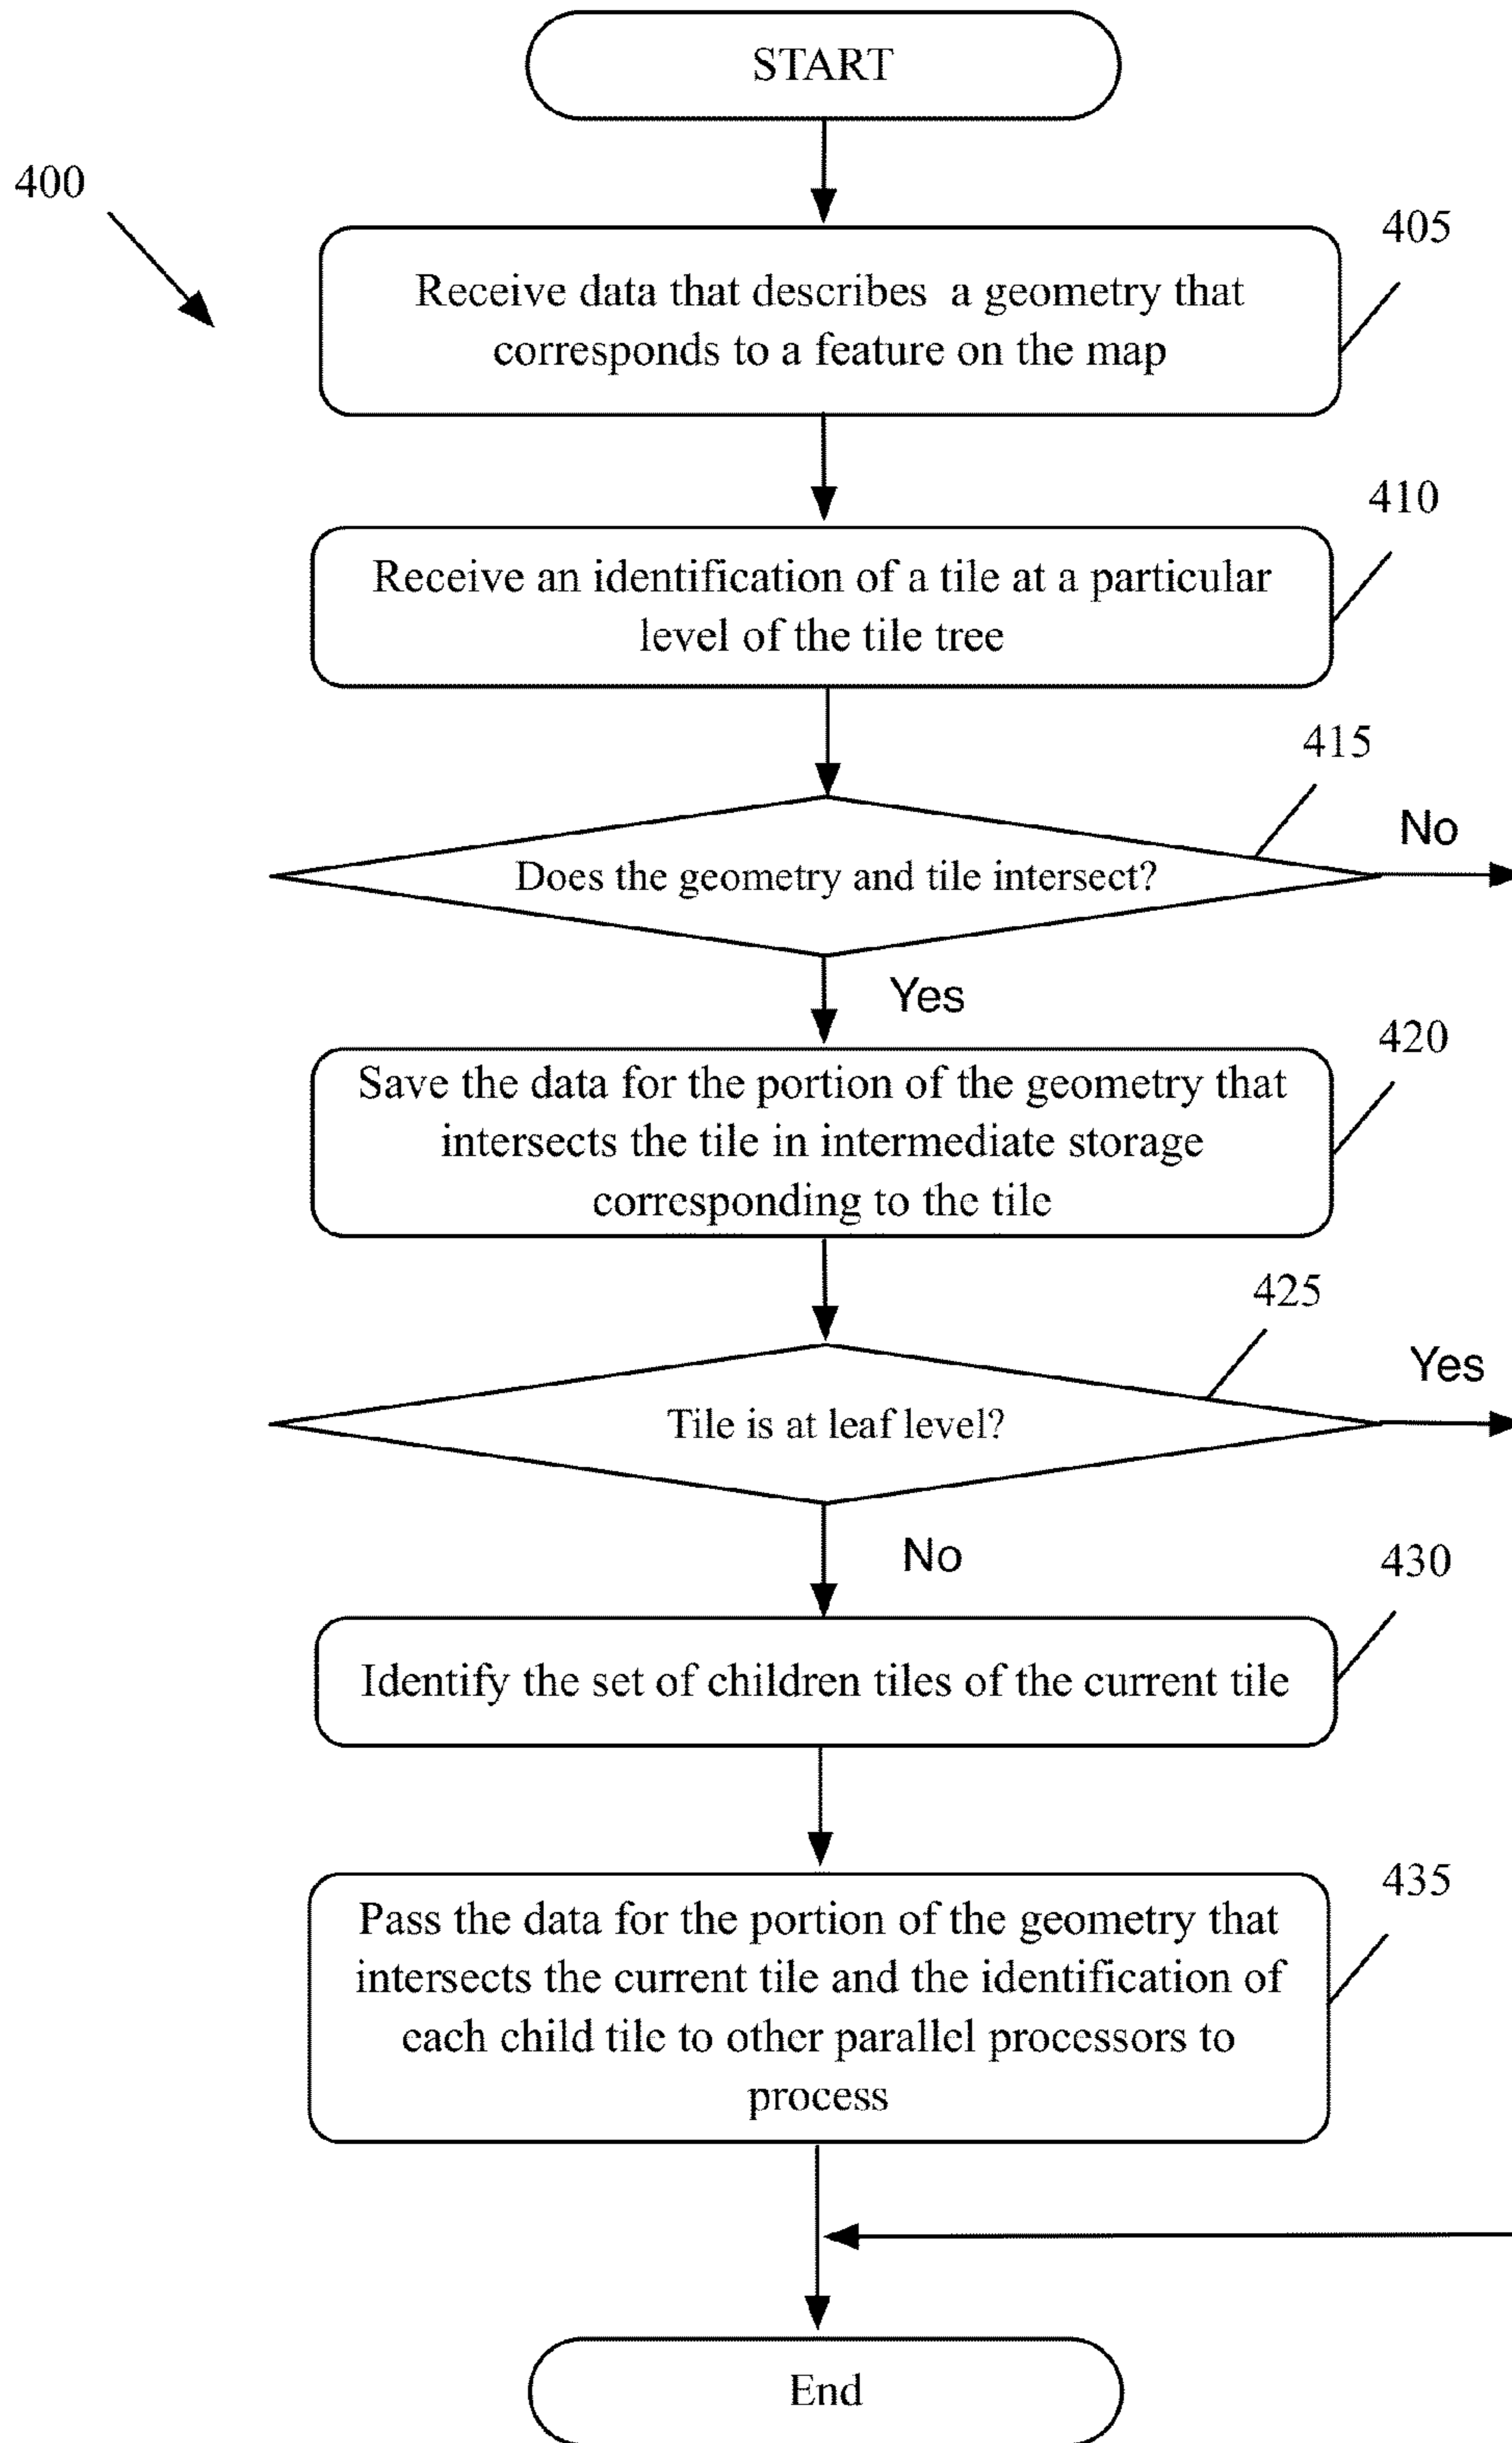 START
400
405
Receive data that describes a geometry that
corresponds to a feature on the map
410
Receive an identification of a tile at a particular
level of the tile tree
415
No
Does the geometry and tile intersect?
Yes
420
Save the data for the portion of the geometry that
intersects the tile in intermediate storage
corresponding to the tile
425
Yes
Tile is at leaf level?
No
430
Identify the set of children tiles of the current tile
435
Pass the data for the portion of the geometry that
intersects the current tile and the identification of
each child tile to other parallel processors to
process
End